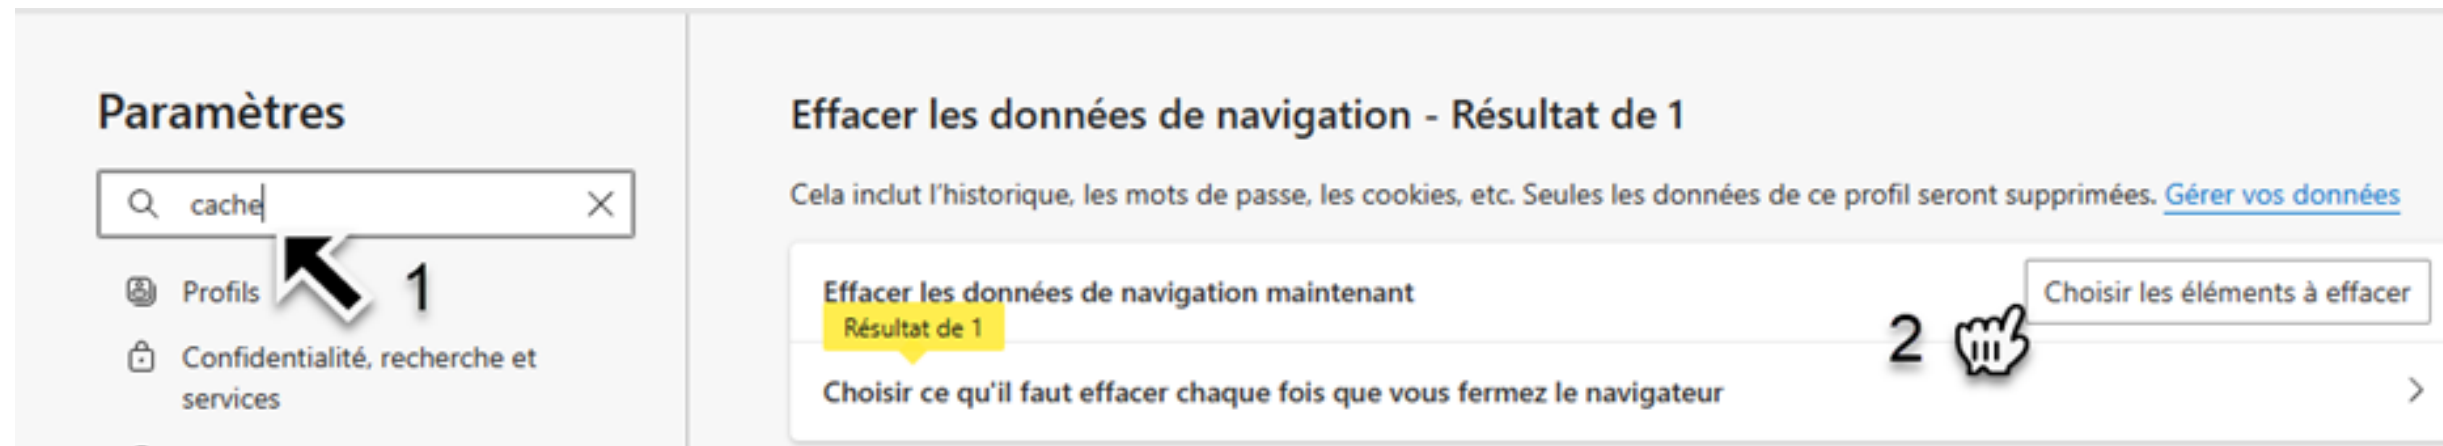 Paramètres
cache
1
Profils
Confidentialité, recherche et
services
Effacer les données de navigation - Résultat de 1
Cela inclut l'historique, les mots de passe, les cookies, etc. Seules les données de ce profil seront supprimées. Gérer vos données
Effacer les données de navigation maintenant
Choisir les éléments à effacer
Résultat de 1
2
Choisir ce qu'il faut effacer chaque fois que vous fermez le navigateur